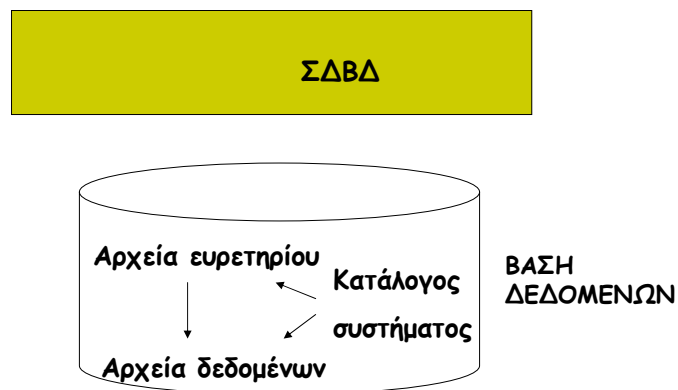 ΣΔΒΔ
Αρχεία ευρετηρίου
Κατάλογος
συστήματος
Αρχεία δεδομένων
ΒΑΣΗ
ΔΕΔΟΜΕΝΩΝ